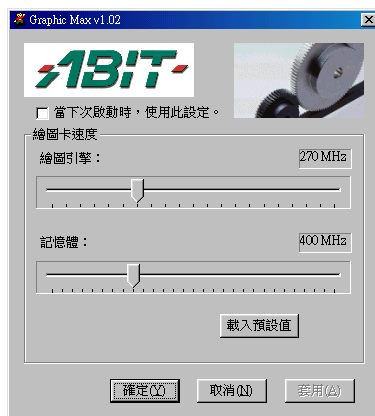 Graphic Max v1.02
ABIT
當下次啟動時，使用此設定。
繪圖卡速度
繪圖引擎：
270 MHz
記憶體：
400 MHz
載入預設值
確定(Y)
取消(N)
套用(A)